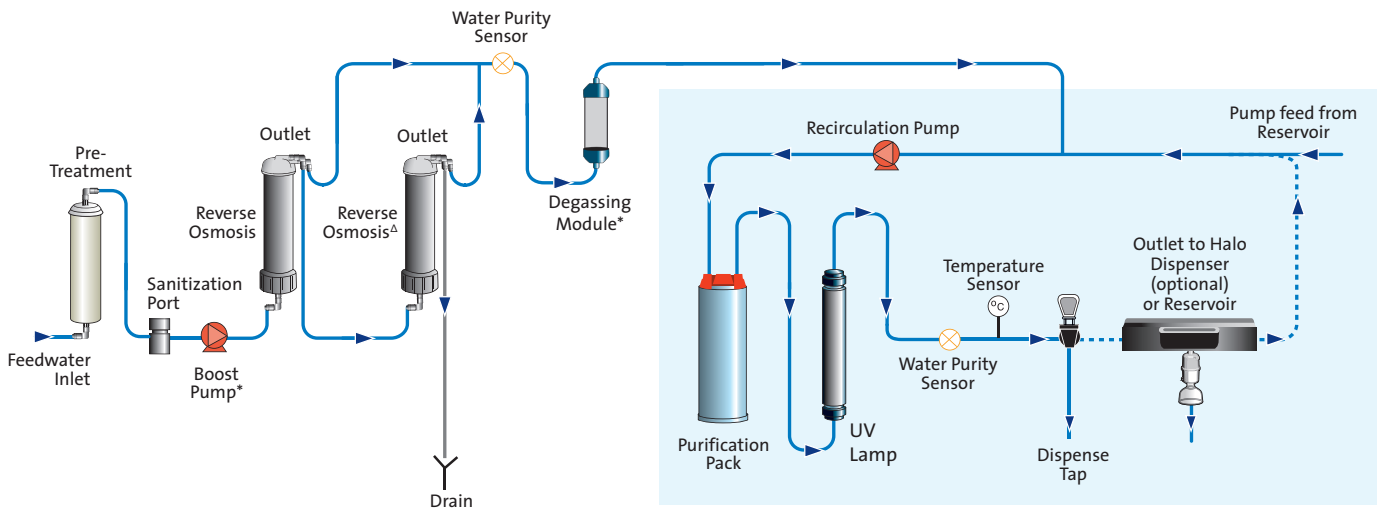 Water Purity
Sensor
Pump feed from
Reservoir
Recirculation Pump
Outlet
Outlet
Pre-
Treatment
Degassing
Module*
Reverse
Osmosis
Reverse
Osmosis∆
Outlet to Halo
Dispenser
(optional)
or Reservoir
Temperature
Sensor
Sanitization
Port
°C
Feedwater
Inlet
Boost
Pump*
Water Purity
Sensor
UV
Lamp
Purification
Pack
Dispense
Tap
Drain